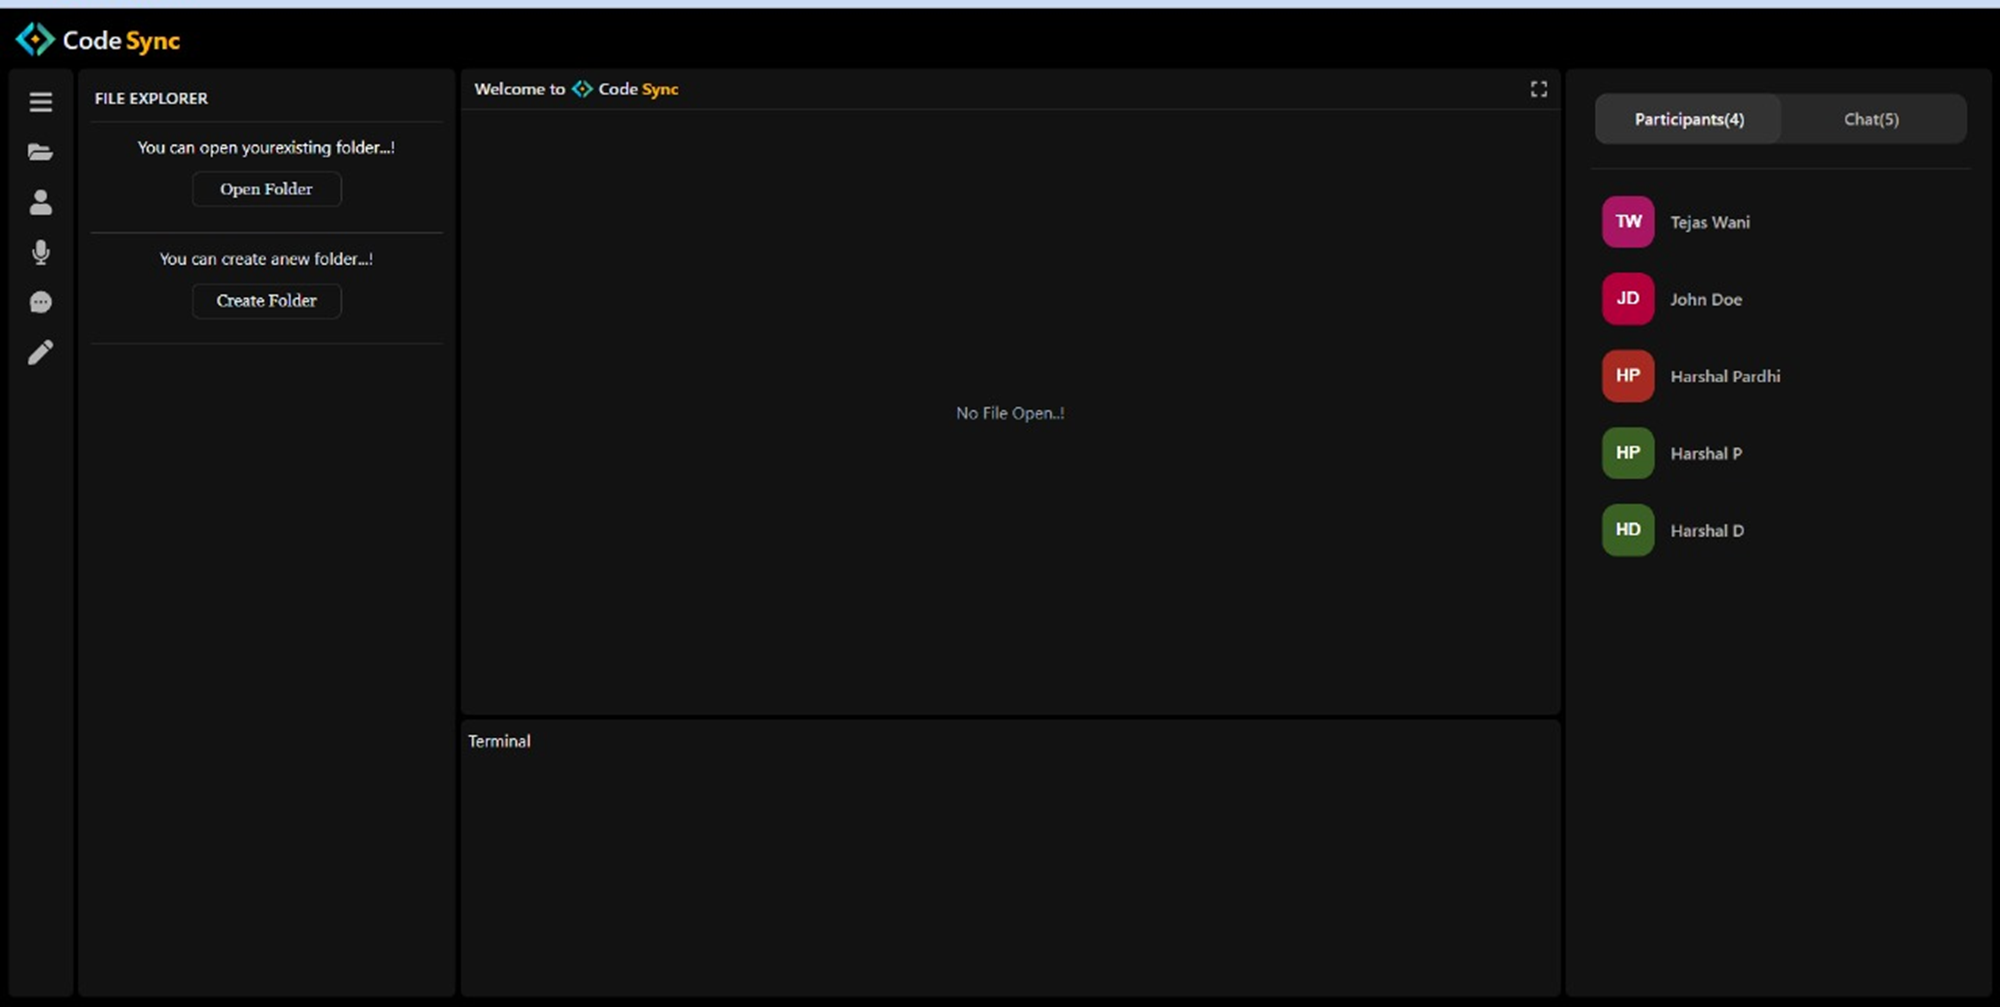 Code Sync
FILE EXPLORER
You can open yourexisting folder...!
Open Folder
You can create anew folder...!
Create Folder
Welcome to Code Sync
No File Open..!
Terminal
Participants(4)
Chat(5)
TW Tejas Wani
JD John Doe
HP Harshal Pardhi
HP Harshal P
HD Harshal D